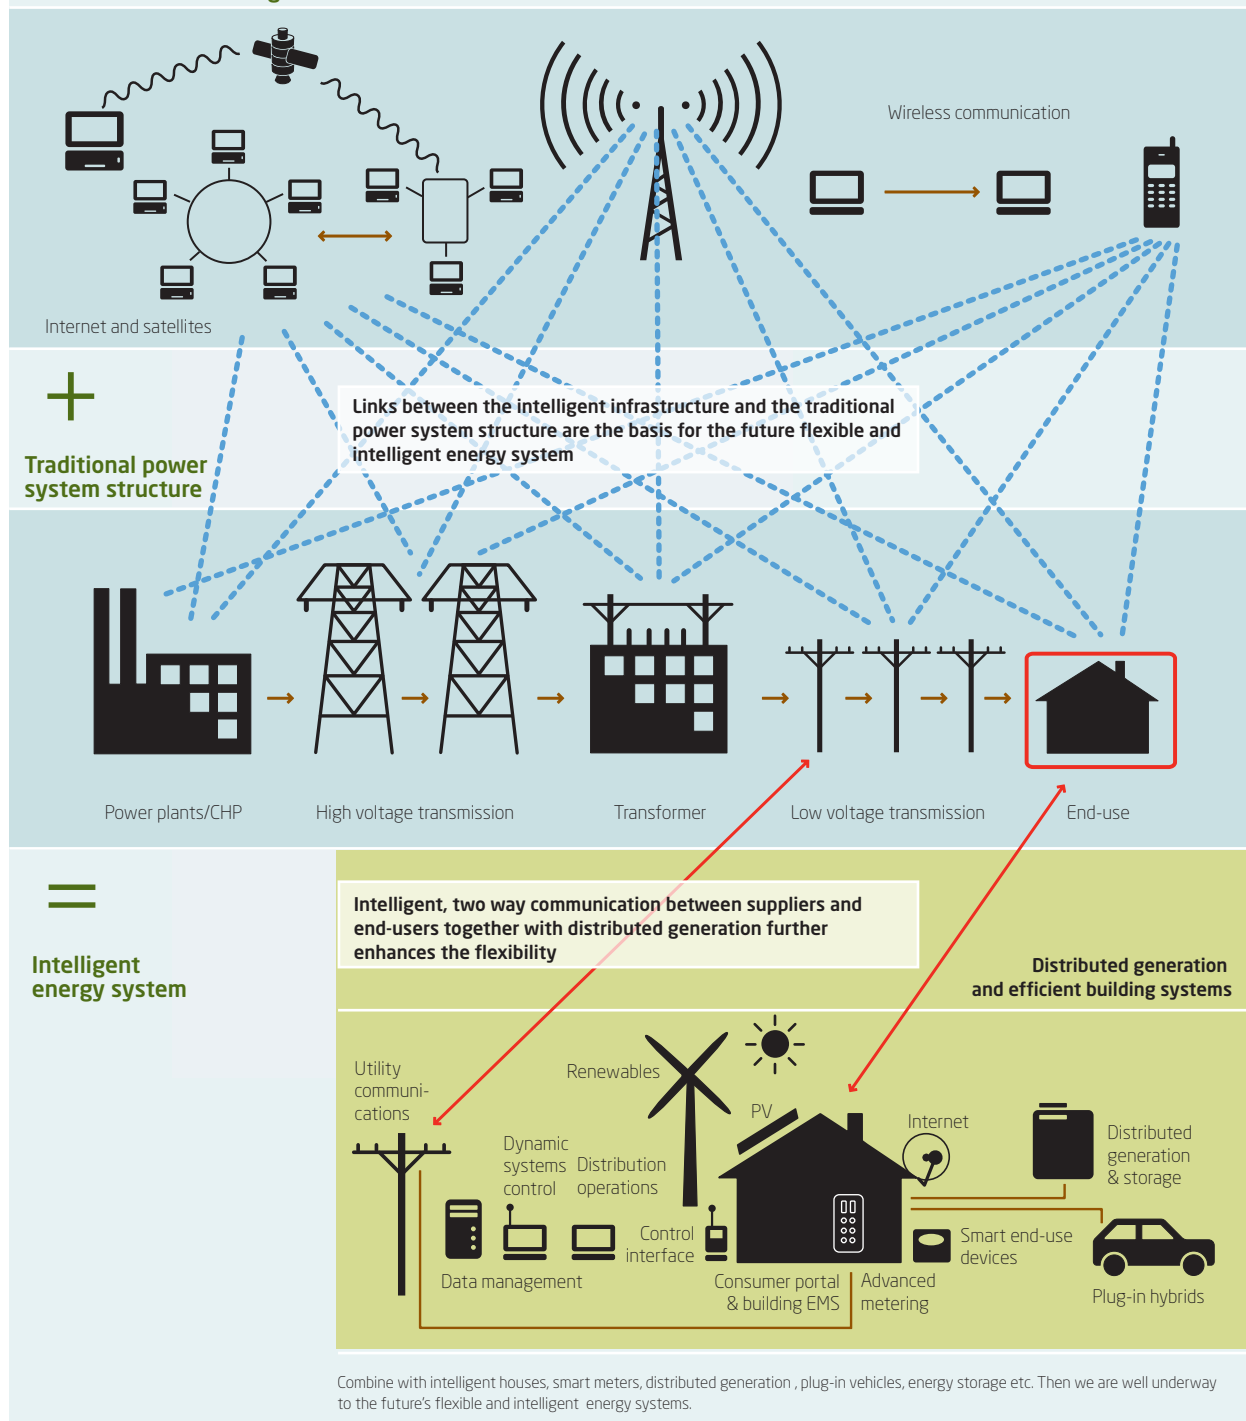 Wireless communication
Internet and satellites
Links between the intelligent infrastructure and the traditional
power system structure are the basis for the future flexible and
intelligent energy system
Traditional power
system structure
Power plants/CHP
High voltage transmission
Transformer
Low voltage transmission
End-use
Intelligent, two way communication between suppliers and
end-users together with distributed generation further
enhances the flexibility
Intelligent
energy system
Distributed generation
and efficient building systems
Utility
communi-
cations
Renewables
PV
Internet
Distributed
generation
& storage
Dynamic
systems
control
Distribution
operations
Control
interface
Smart end-use
devices
Data management
Consumer portal
& building EMS
Advanced
metering
Plug-in hybrids
Combine with intelligent houses, smart meters, distributed generation , plug-in vehicles, energy storage etc. Then we are well underway
to the future's flexible and intelligent energy systems.